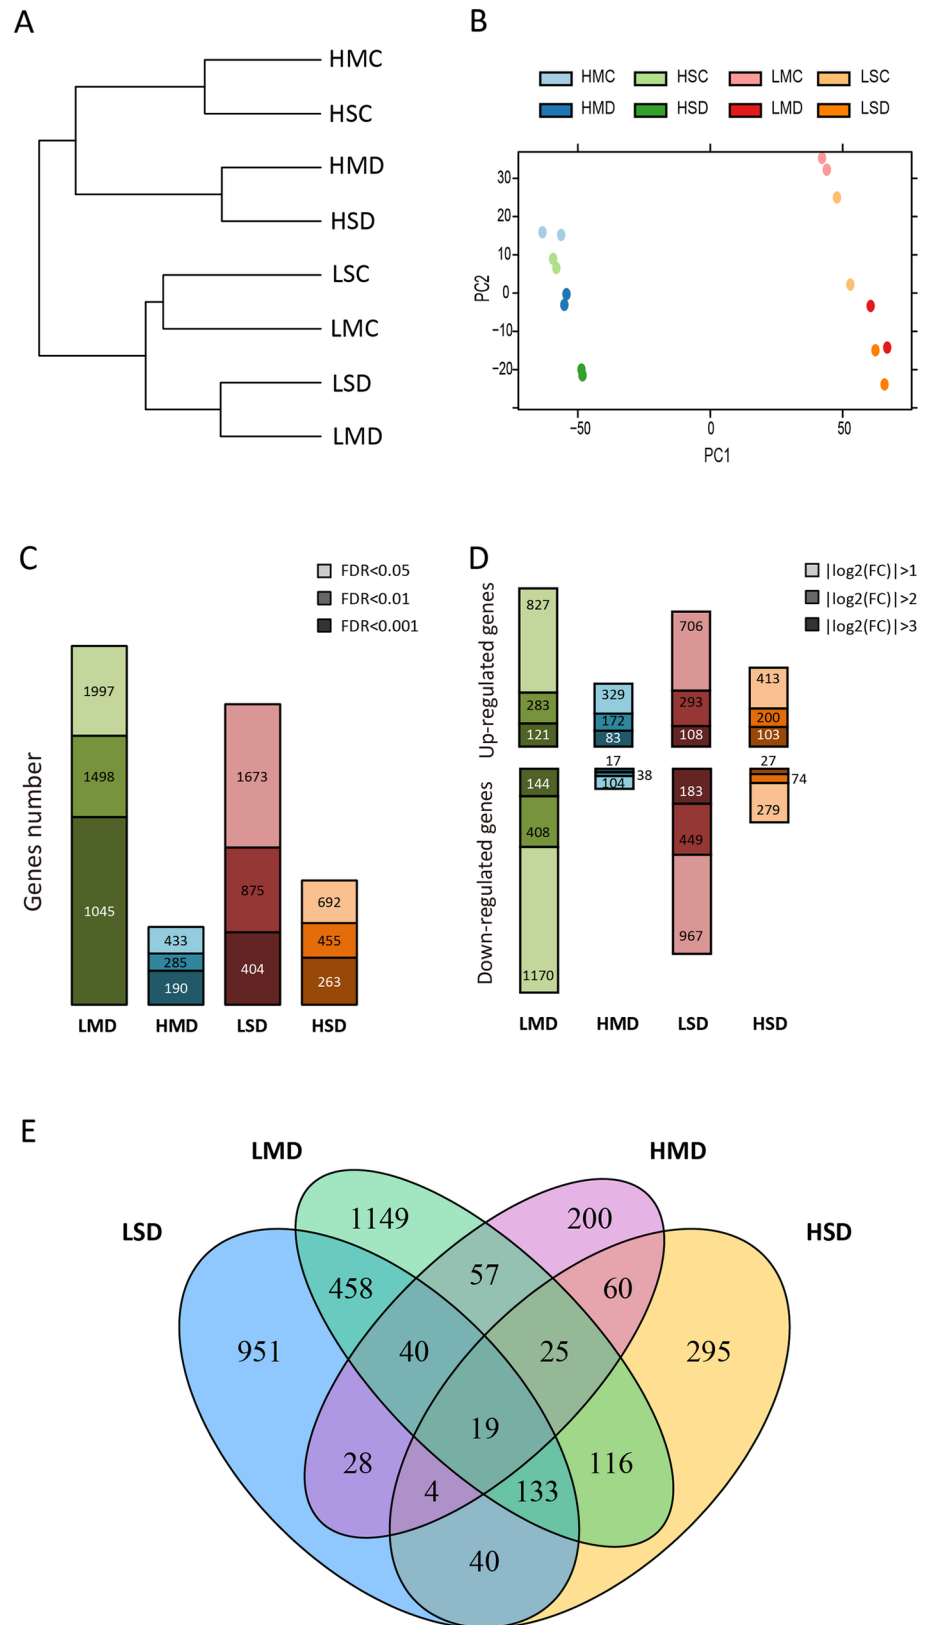 A
HMC
HSC
HMD
HSD
LSC
LMC
LSD
LMD
B
HMC HSC LMC LSC
HMD HSD LMD LSD
PC2
30
20
10
0
−10
−20
−50 0 50
PC1
C
FDR<0.05
FDR<0.01
FDR<0.001
Genes number
1997
1498
1045
433
285
190
1673
875
404
692
455
263
LMD HMD LSD HSD
D
|log2(FC)|>1
|log2(FC)|>2
|log2(FC)|>3
Up-regulated genes
827
283
121
329
172
83
706
293
108
413
200
103
Down-regulated genes
144
408
1170
17
38
104
183
449
967
27
74
279
LMD HMD LSD HSD
E
LMD HMD
LSD HSD
1149 200
458 57 60
951 40 25 295
19
28 4 133 116
40